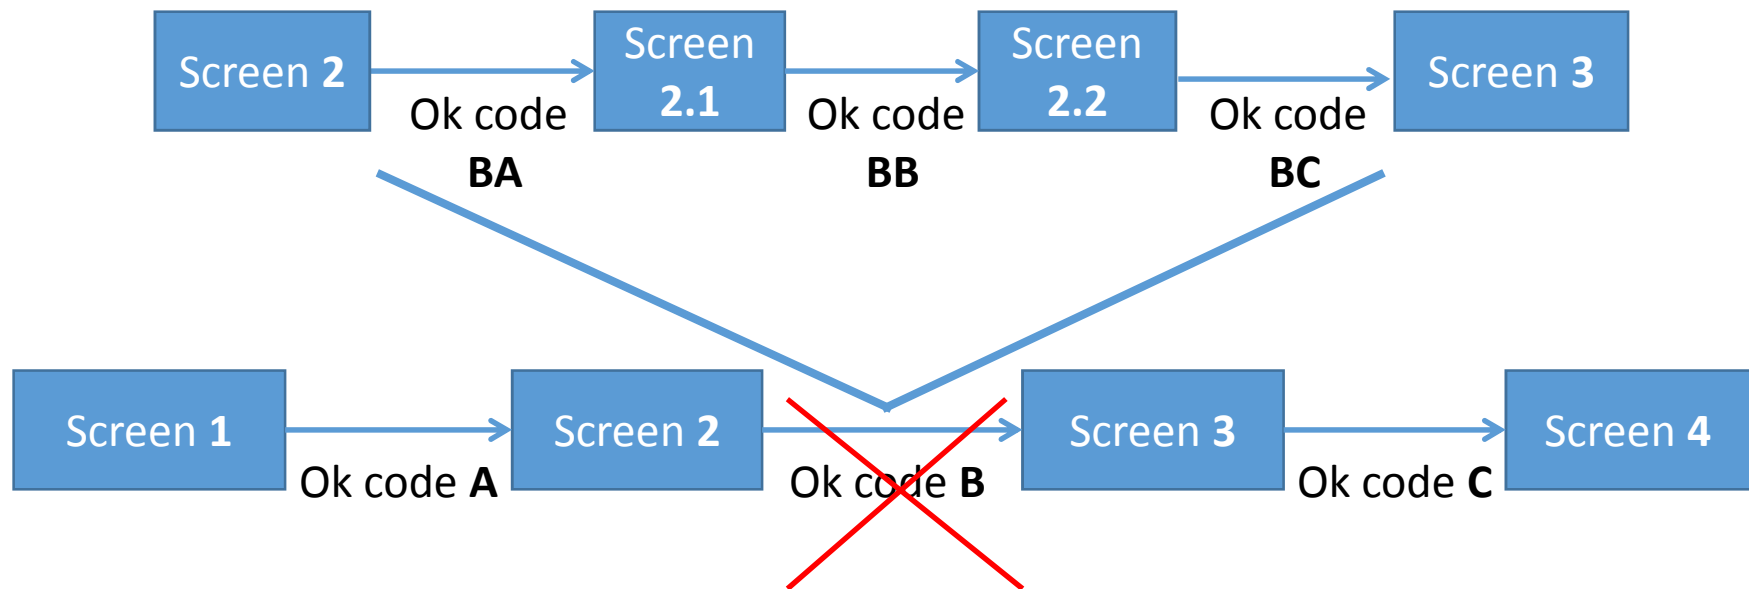 Screen 2
Screen
2.1
Screen
2.2
Screen 3
Ok code
BA
Ok code
BB
Ok code
BC
Screen 1
Screen 2
Screen 3
Screen 4
Ok code A
Ok code B
Ok code C